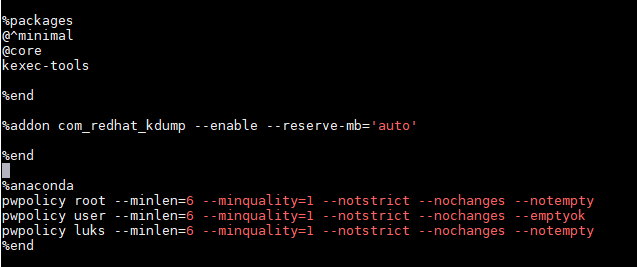 %packages
@^minimal
@core
kexec-tools
%end
%addon com_redhat_kdump --enable --reserve-mb='auto'
%end
%anaconda
pwpolicy root --minlen=6 --minquality=1 --notstrict --nochanges --notempty
pwpolicy user --minlen=6 --minquality=1 --notstrict --nochanges --emptyok
pwpolicy luks --minlen=6 --minquality=1 --notstrict --nochanges --notempty
%end